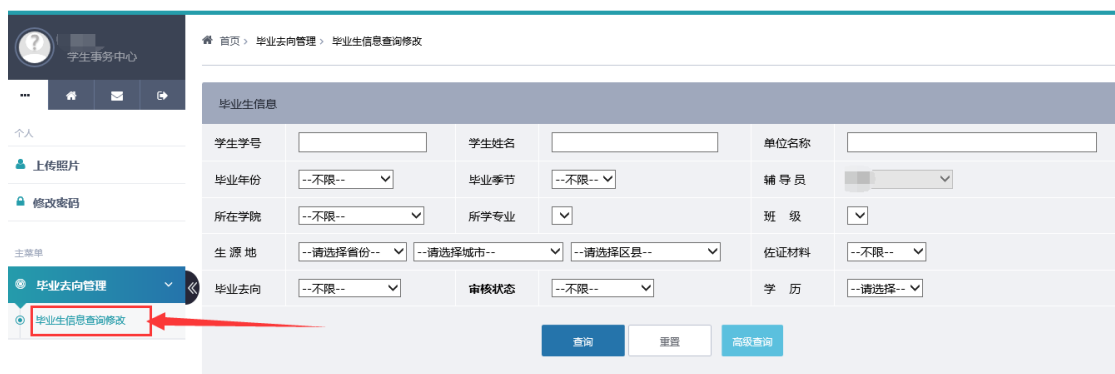 学生事务中心
首页 › 毕业去向管理 › 毕业生信息查询修改
个人
上传照片
修改密码
主菜单
毕业去向管理
毕业生信息查询修改
毕业生信息
学生学号 学生姓名 单位名称
毕业年份 --不限-- 毕业季节 --不限-- 辅导员
所在学院 --不限-- 所学专业 班 级
生源地 --请选择省份-- --请选择城市-- --请选择区县-- 佐证材料 --不限--
毕业去向 --不限-- 审核状态 --不限-- 学 历 --请选择--
查询 重置 高级查询